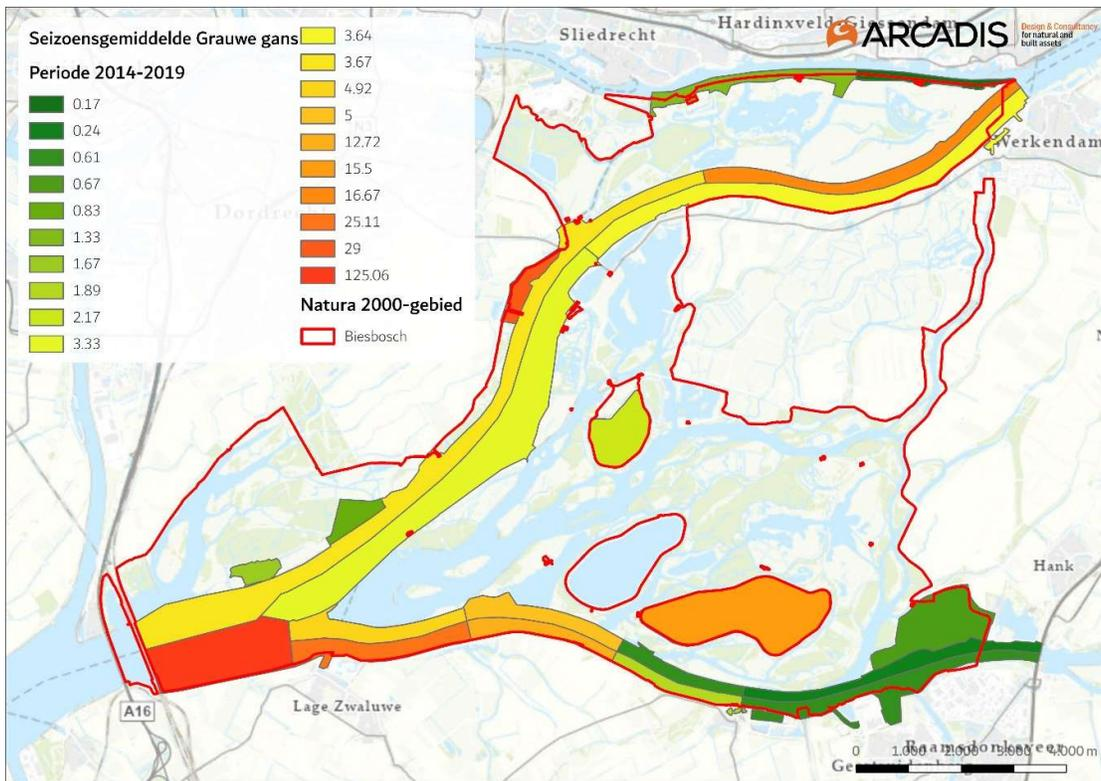 Seizoensgemiddelde Grauwe gans
Periode 2014-2019
0.17
0.24
0.61
0.67
0.83
1.33
1.67
1.89
2.17
3.33
3.64
3.67
4.92
5
12.72
15.5
16.67
25.11
29
125.06
Natura 2000-gebied
Biesbosch
Hardinxveld-Giessendam
Sliedrecht
ARCADIS
Design & Consultancy
for natural and
built assets
Werkendam
Dordrecht
Hank
A16
Lage Zwaluwe
0 1.000 2.000 3.000 4.000 m
Raamsdonksveer